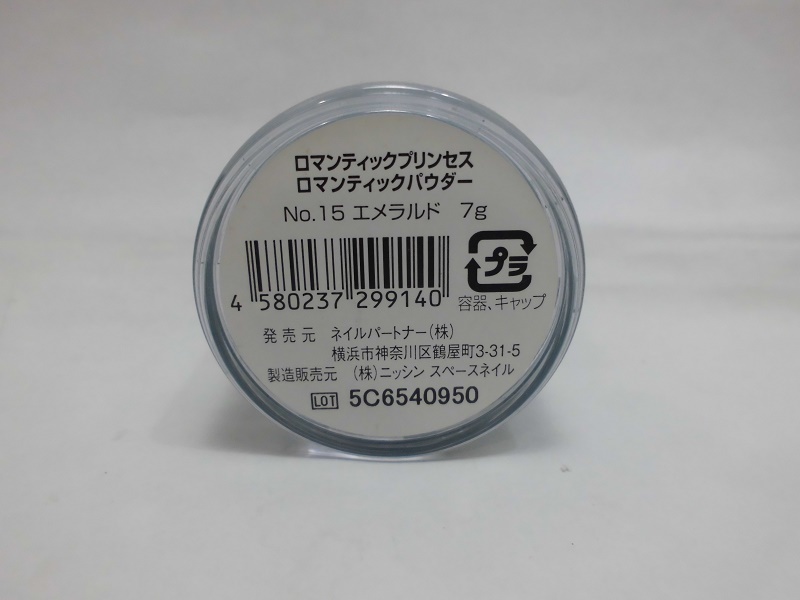 ロマンティックプリンセス
ロマンティックパウダー
No.15 エメラルド 7g
プラ
4 580237 299140
容器、キャップ
発売元 ネイルパートナー(株)
横浜市神奈川区鶴屋町3-31-5
製造販売元 (株)ニッシン スペースネイル
LOT 5C6540950